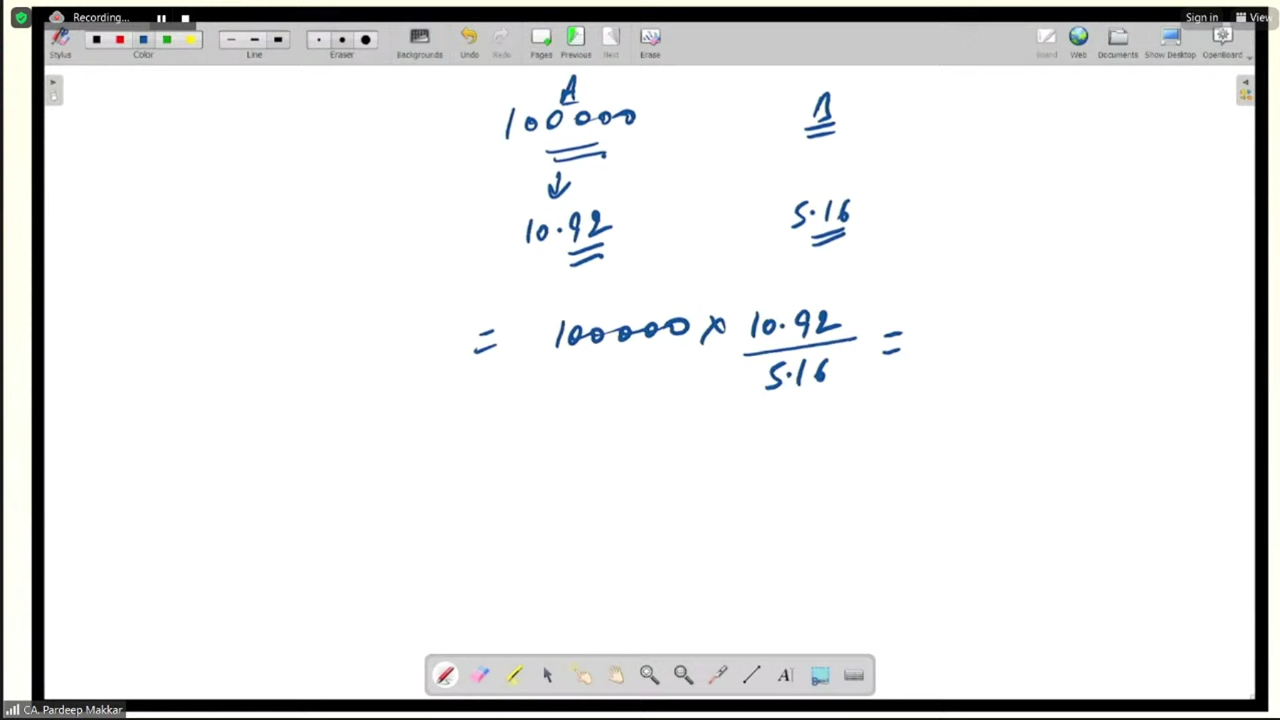 Recording...
Sign in
View
Stylus
Color
Line
Eraser
Backgrounds
Undo
Redo
Pages
Previous
Next
Erase
Board
Web
Documents
Show Desktop
OpenBoard
A
B
100000
10.92
5.16
= 100000 × 10.92 / 5.16 =
CA. Pardeep Makkar